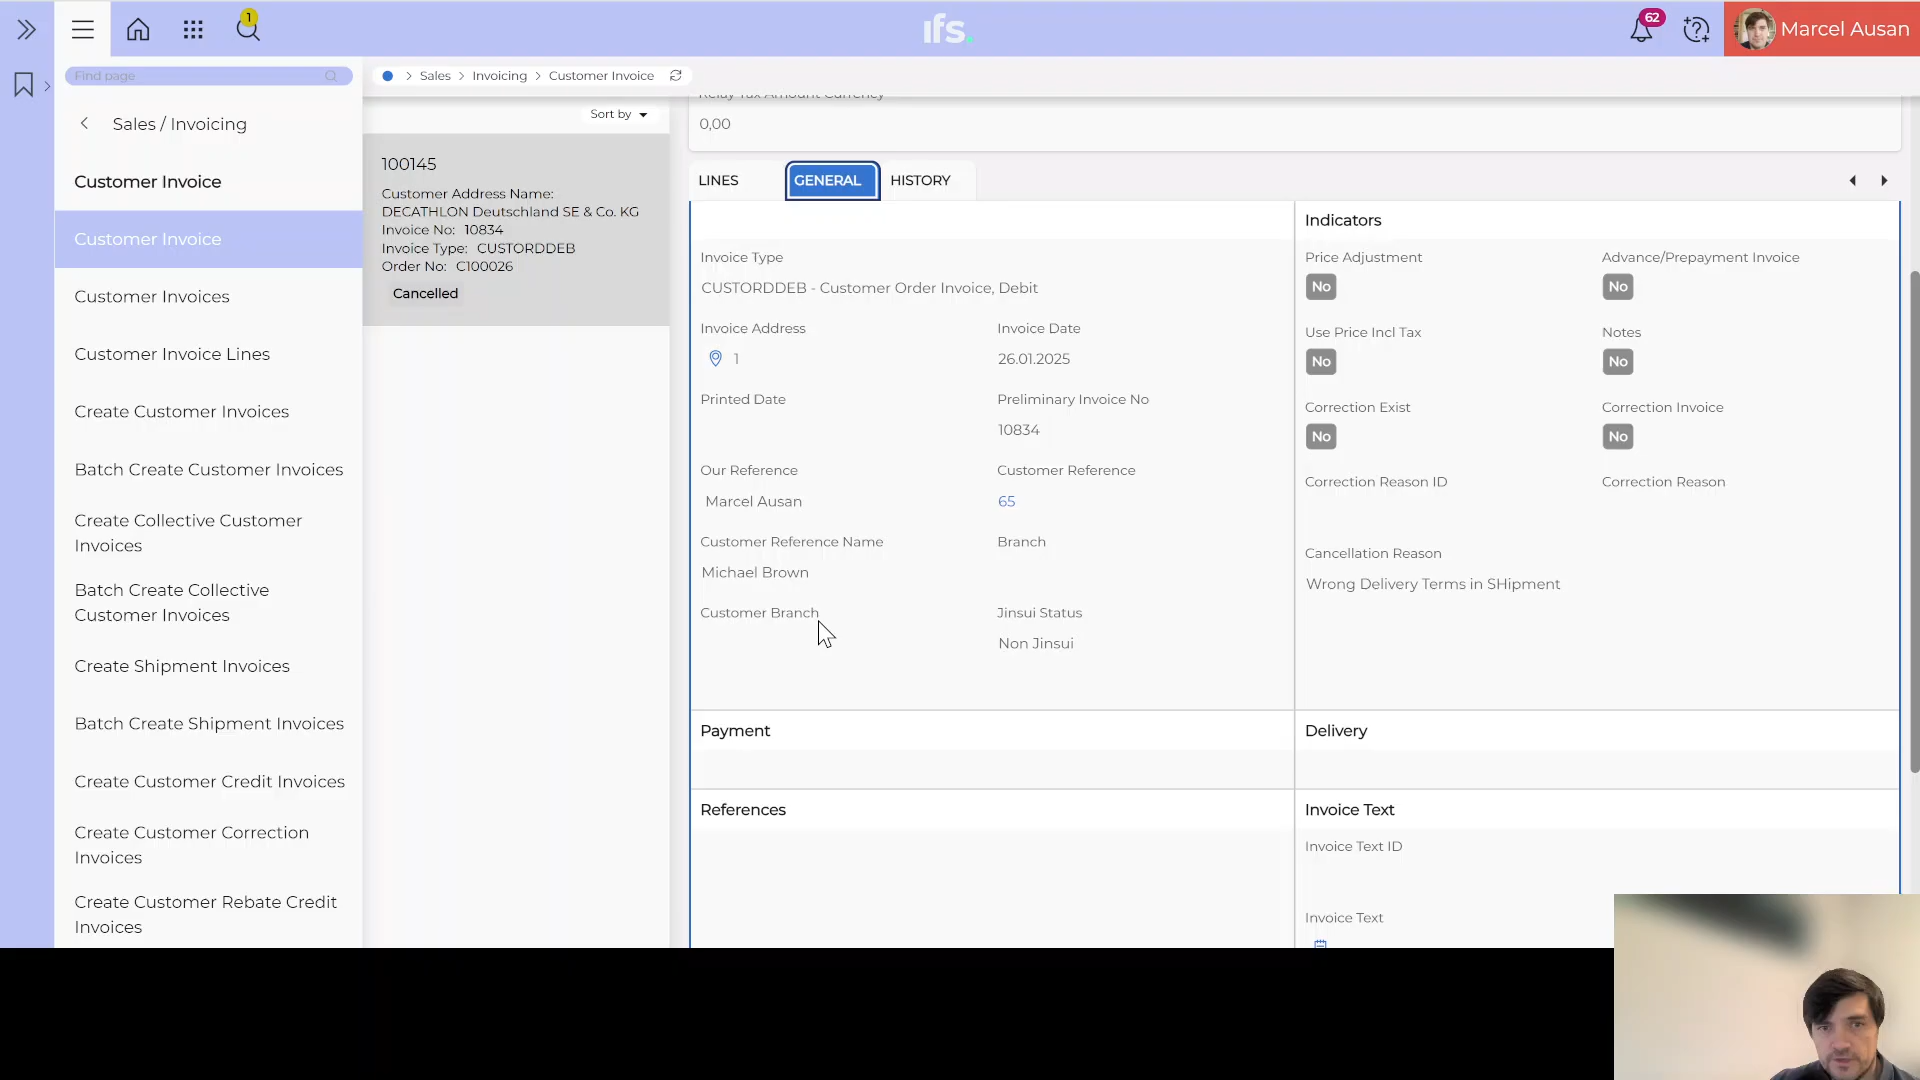 1
ifs.
62
Marcel Ausan
Find page
Sales
Invoicing
Customer Invoice
Sales / Invoicing
Customer Invoice
Customer Invoice
Customer Invoices
Customer Invoice Lines
Create Customer Invoices
Batch Create Customer Invoices
Create Collective Customer
Invoices
Batch Create Collective
Customer Invoices
Create Shipment Invoices
Batch Create Shipment Invoices
Create Customer Credit Invoices
Create Customer Correction
Invoices
Create Customer Rebate Credit
Invoices
Sort by
100145
Customer Address Name:
DECATHLON Deutschland SE & Co. KG
Invoice No: 10834
Invoice Type: CUSTORDDEB
Order No: C100026
Cancelled
Relay Tax Amount Currency
0,00
LINES
GENERAL
HISTORY
Invoice Type
CUSTORDDEB - Customer Order Invoice, Debit
Invoice Address
Invoice Date
1
26.01.2025
Printed Date
Preliminary Invoice No
10834
Our Reference
Customer Reference
Marcel Ausan
65
Customer Reference Name
Branch
Michael Brown
Customer Branch
Jinsui Status
Non Jinsui
Indicators
Price Adjustment
Advance/Prepayment Invoice
No
No
Use Price Incl Tax
Notes
No
No
Correction Exist
Correction Invoice
No
No
Correction Reason ID
Correction Reason
Cancellation Reason
Wrong Delivery Terms in SHipment
Payment
Delivery
References
Invoice Text
Invoice Text ID
Invoice Text